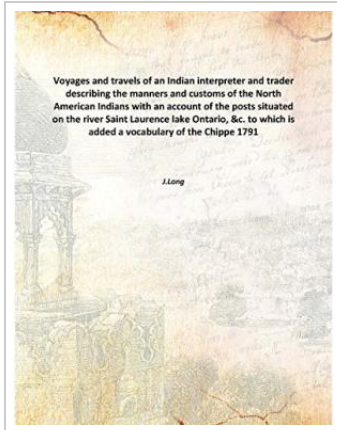 Voyages and travels of an Indian interpreter and trader
describing the manners and customs of the North
American Indians with an account of the posts situated
on the river Saint Laurence lake Ontario, &c. to which is
added a vocabulary of the Chippe 1791
J.Long